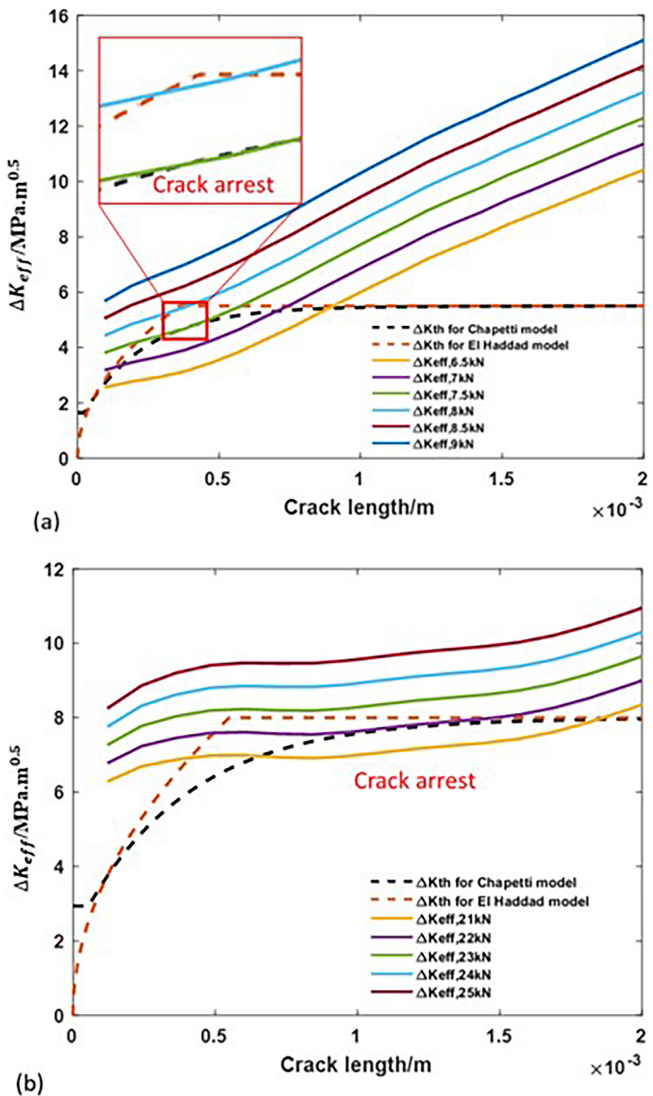 16
14
12
10
8
6
4
2
0
ΔK_eff/MPa.m^0.5
Crack arrest
ΔKth for Chapetti model
ΔKth for El Haddad model
ΔKeff,6.5kN
ΔKeff,7kN
ΔKeff,7.5kN
ΔKeff,8kN
ΔKeff,8.5kN
ΔKeff,9kN
0 0.5 1 1.5 2
Crack length/m
×10^-3
(a)
12
10
8
6
4
2
0
ΔK_eff/MPa.m^0.5
Crack arrest
ΔKth for Chapetti model
ΔKth for El Haddad model
ΔKeff,21kN
ΔKeff,22kN
ΔKeff,23kN
ΔKeff,24kN
ΔKeff,25kN
0 0.5 1 1.5 2
Crack length/m
×10^-3
(b)